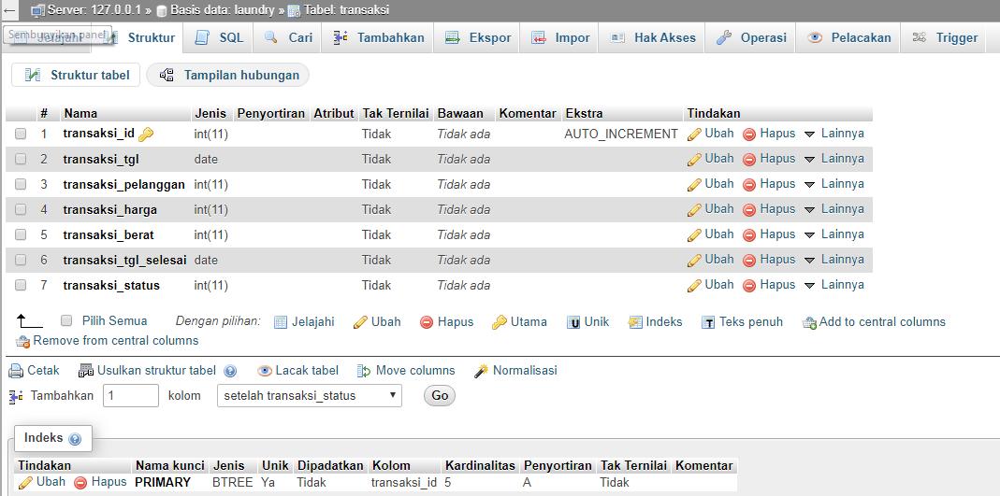 Server: 127.0.0.1 » Basis data: laundry » Tabel: transaksi
Sembunyikan panel
Jelajahi Struktur SQL Cari Tambahkan Ekspor Impor Hak Akses Operasi Pelacakan Trigger
Struktur tabel Tampilan hubungan
# Nama Jenis Penyortiran Atribut Tak Ternilai Bawaan Komentar Ekstra Tindakan
1 transaksi_id int(11) Tidak Tidak ada AUTO_INCREMENT Ubah Hapus Lainnya
2 transaksi_tgl date Tidak Tidak ada Ubah Hapus Lainnya
3 transaksi_pelanggan int(11) Tidak Tidak ada Ubah Hapus Lainnya
4 transaksi_harga int(11) Tidak Tidak ada Ubah Hapus Lainnya
5 transaksi_berat int(11) Tidak Tidak ada Ubah Hapus Lainnya
6 transaksi_tgl_selesai date Tidak Tidak ada Ubah Hapus Lainnya
7 transaksi_status int(11) Tidak Tidak ada Ubah Hapus Lainnya
Pilih Semua Dengan pilihan: Jelajahi Ubah Hapus Utama Unik Indeks Teks penuh Add to central columns
Remove from central columns
Cetak Usulkan struktur tabel Lacak tabel Move columns Normalisasi
Tambahkan 1 kolom setelah transaksi_status Go
Indeks
Tindakan Nama kunci Jenis Unik Dipadatkan Kolom Kardinalitas Penyortiran Tak Ternilai Komentar
Ubah Hapus PRIMARY BTREE Ya Tidak transaksi_id 5 A Tidak